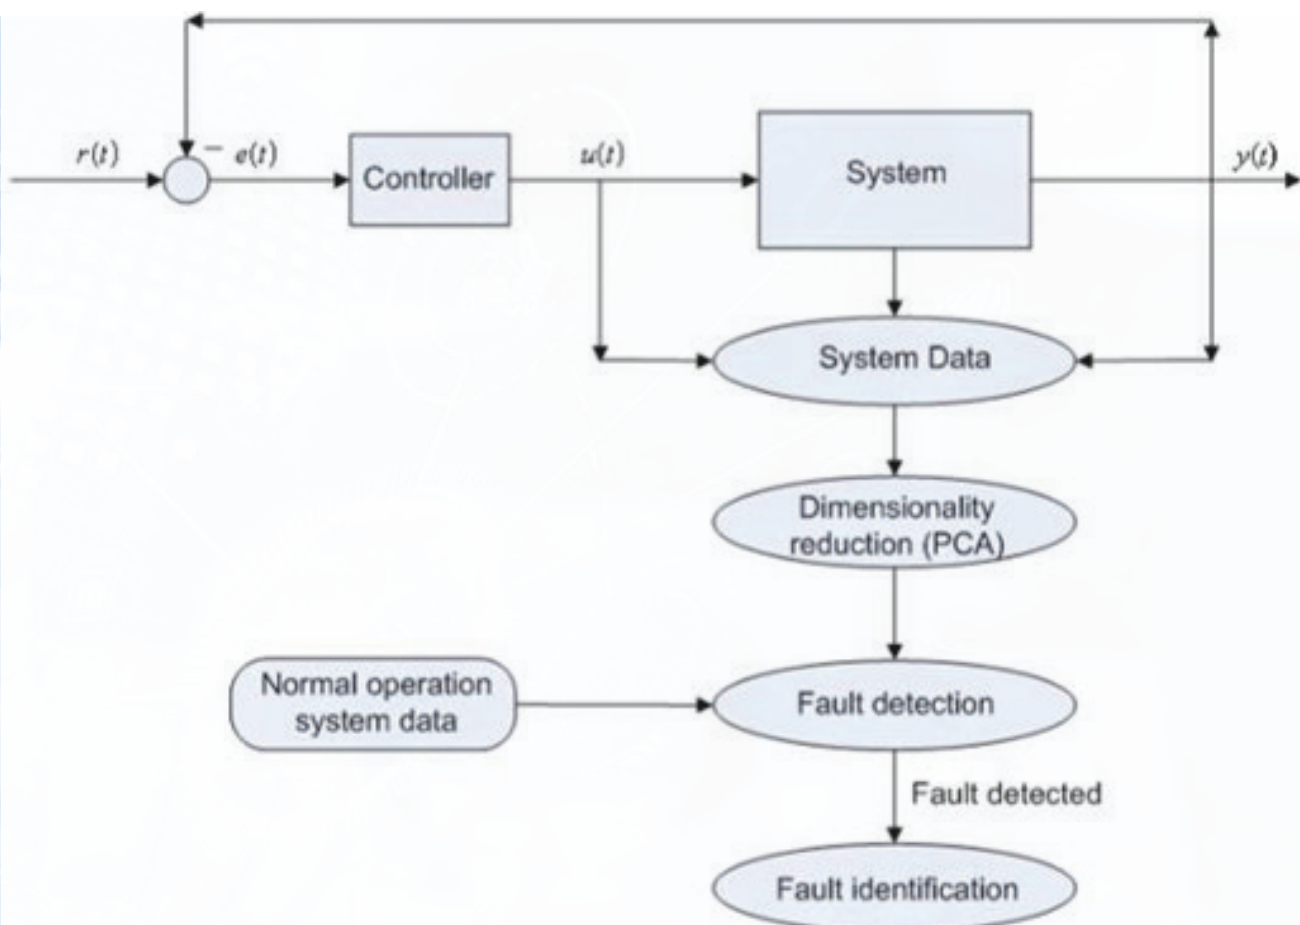 r(t)
− e(t)
Controller
u(t)
System
y(t)
System Data
Dimensionality
reduction (PCA)
Normal operation
system data
Fault detection
Fault detected
Fault identification